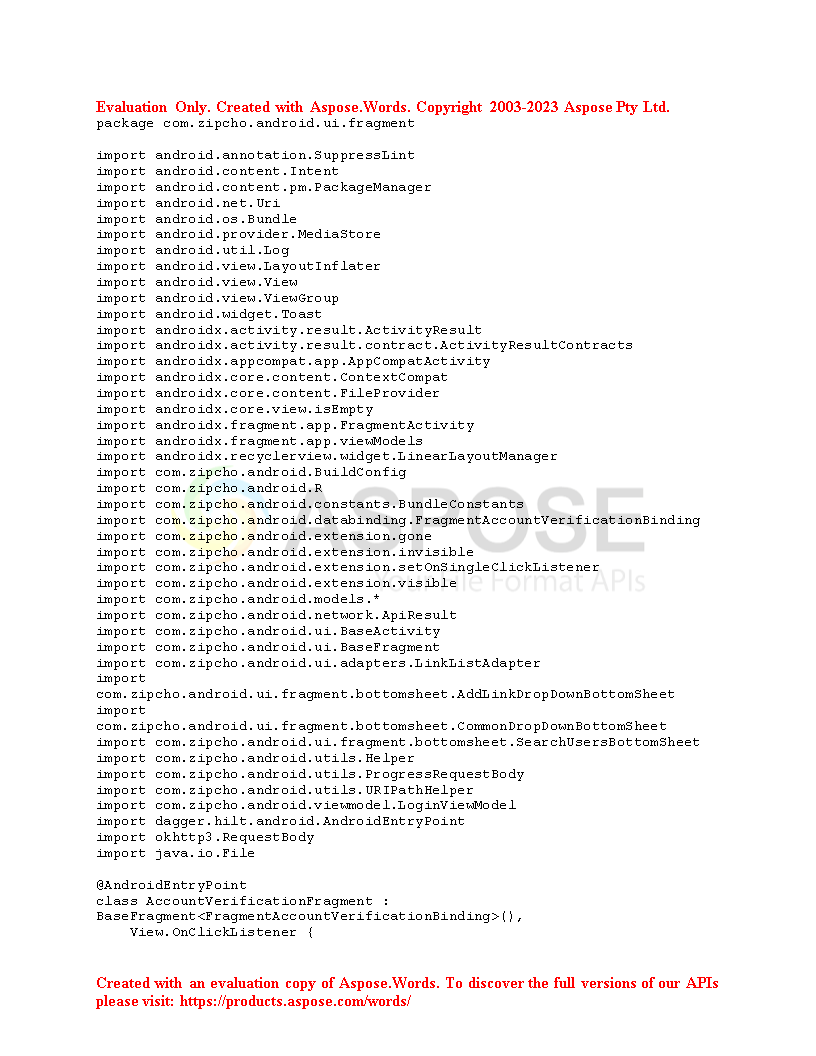 Evaluation Only. Created with Aspose.Words. Copyright 2003-2023 Aspose Pty Ltd.
package com.zipcho.android.ui.fragment
import android.annotation.SuppressLint
import android.content.Intent
import android.content.pm.PackageManager
import android.net.Uri
import android.os.Bundle
import android.provider.MediaStore
import android.util.Log
import android.view.LayoutInflater
import android.view.View
import android.view.ViewGroup
import android.widget.Toast
import androidx.activity.result.ActivityResult
import androidx.activity.result.contract.ActivityResultContracts
import androidx.appcompat.app.AppCompatActivity
import androidx.core.content.ContextCompat
import androidx.core.content.FileProvider
import androidx.core.view.isEmpty
import androidx.fragment.app.FragmentActivity
import androidx.fragment.app.viewModels
import androidx.recyclerview.widget.LinearLayoutManager
import com.zipcho.android.BuildConfig
import com.zipcho.android.R
import com.zipcho.android.constants.BundleConstants
import com.zipcho.android.databinding.FragmentAccountVerificationBinding
ASPOSE
import com.zipcho.android.extension.gone
import com.zipcho.android.extension.invisible
import com.zipcho.android.extension.setOnSingleClickListener
import com.zipcho.android.extension.visible
Format APIs
import com.zipcho.android.models.*
import com.zipcho.android.network.ApiResult
import com.zipcho.android.ui.BaseActivity
import com.zipcho.android.ui.BaseFragment
import com.zipcho.android.ui.adapters.LinkListAdapter
import
com.zipcho.android.ui.fragment.bottomsheet.AddLinkDropDownBottomSheet
import
com.zipcho.android.ui.fragment.bottomsheet.CommonDropDownBottomSheet
import com.zipcho.android.ui.fragment.bottomsheet.SearchUsersBottomSheet
import com.zipcho.android.utils.Helper
import com.zipcho.android.utils.ProgressRequestBody
import com.zipcho.android.utils.URIPathHelper
import com.zipcho.android.viewmodel.LoginViewModel
import dagger.hilt.android.AndroidEntryPoint
import okhttp3.RequestBody
import java.io.File
@AndroidEntryPoint
class AccountVerificationFragment :
BaseFragment<FragmentAccountVerificationBinding>(),
View.OnClickListener {
Created with an evaluation copy of Aspose.Words. To discover the full versions of our APIs
please visit: https://products.aspose.com/words/